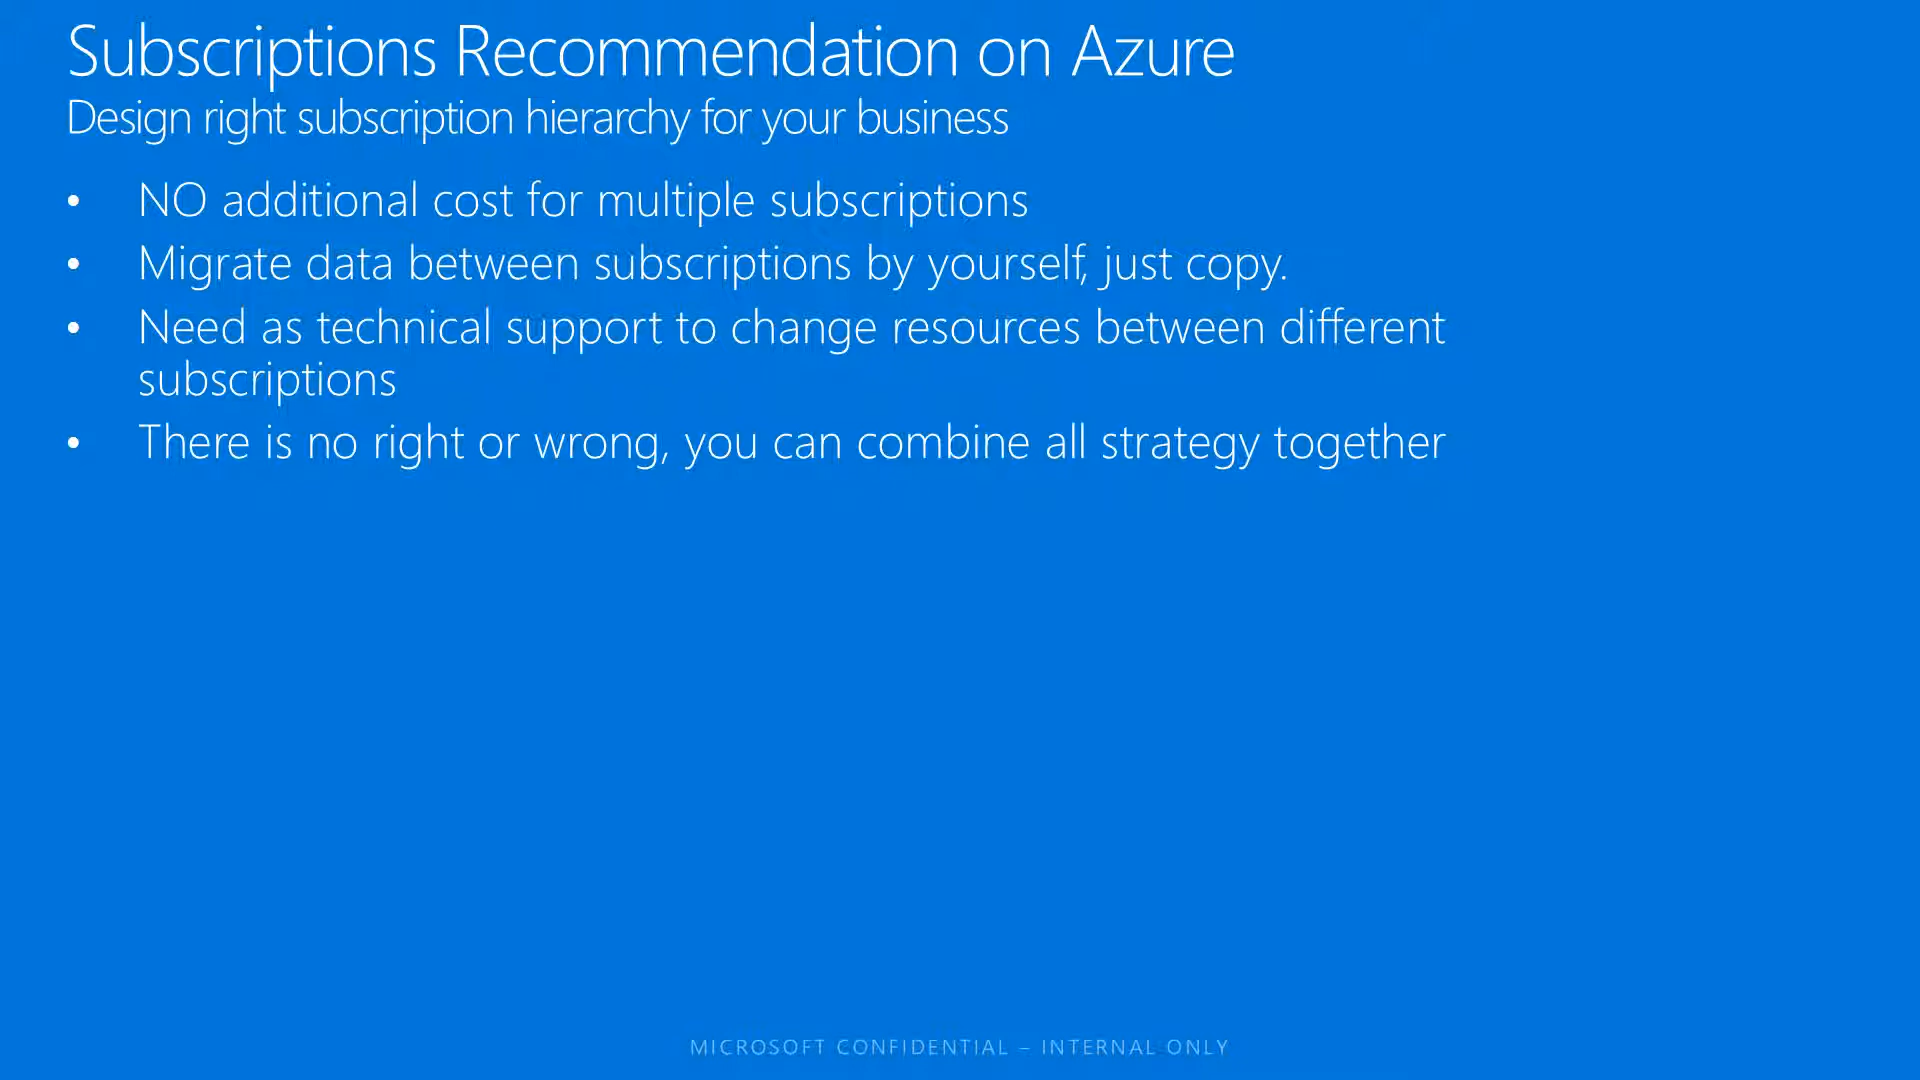 Subscriptions Recommendation on Azure
Design right subscription hierarchy for your business
• NO additional cost for multiple subscriptions
• Migrate data between subscriptions by yourself, just copy.
• Need as technical support to change resources between different
subscriptions
• There is no right or wrong, you can combine all strategy together
MICROSOFT CONFIDENTIAL – INTERNAL ONLY